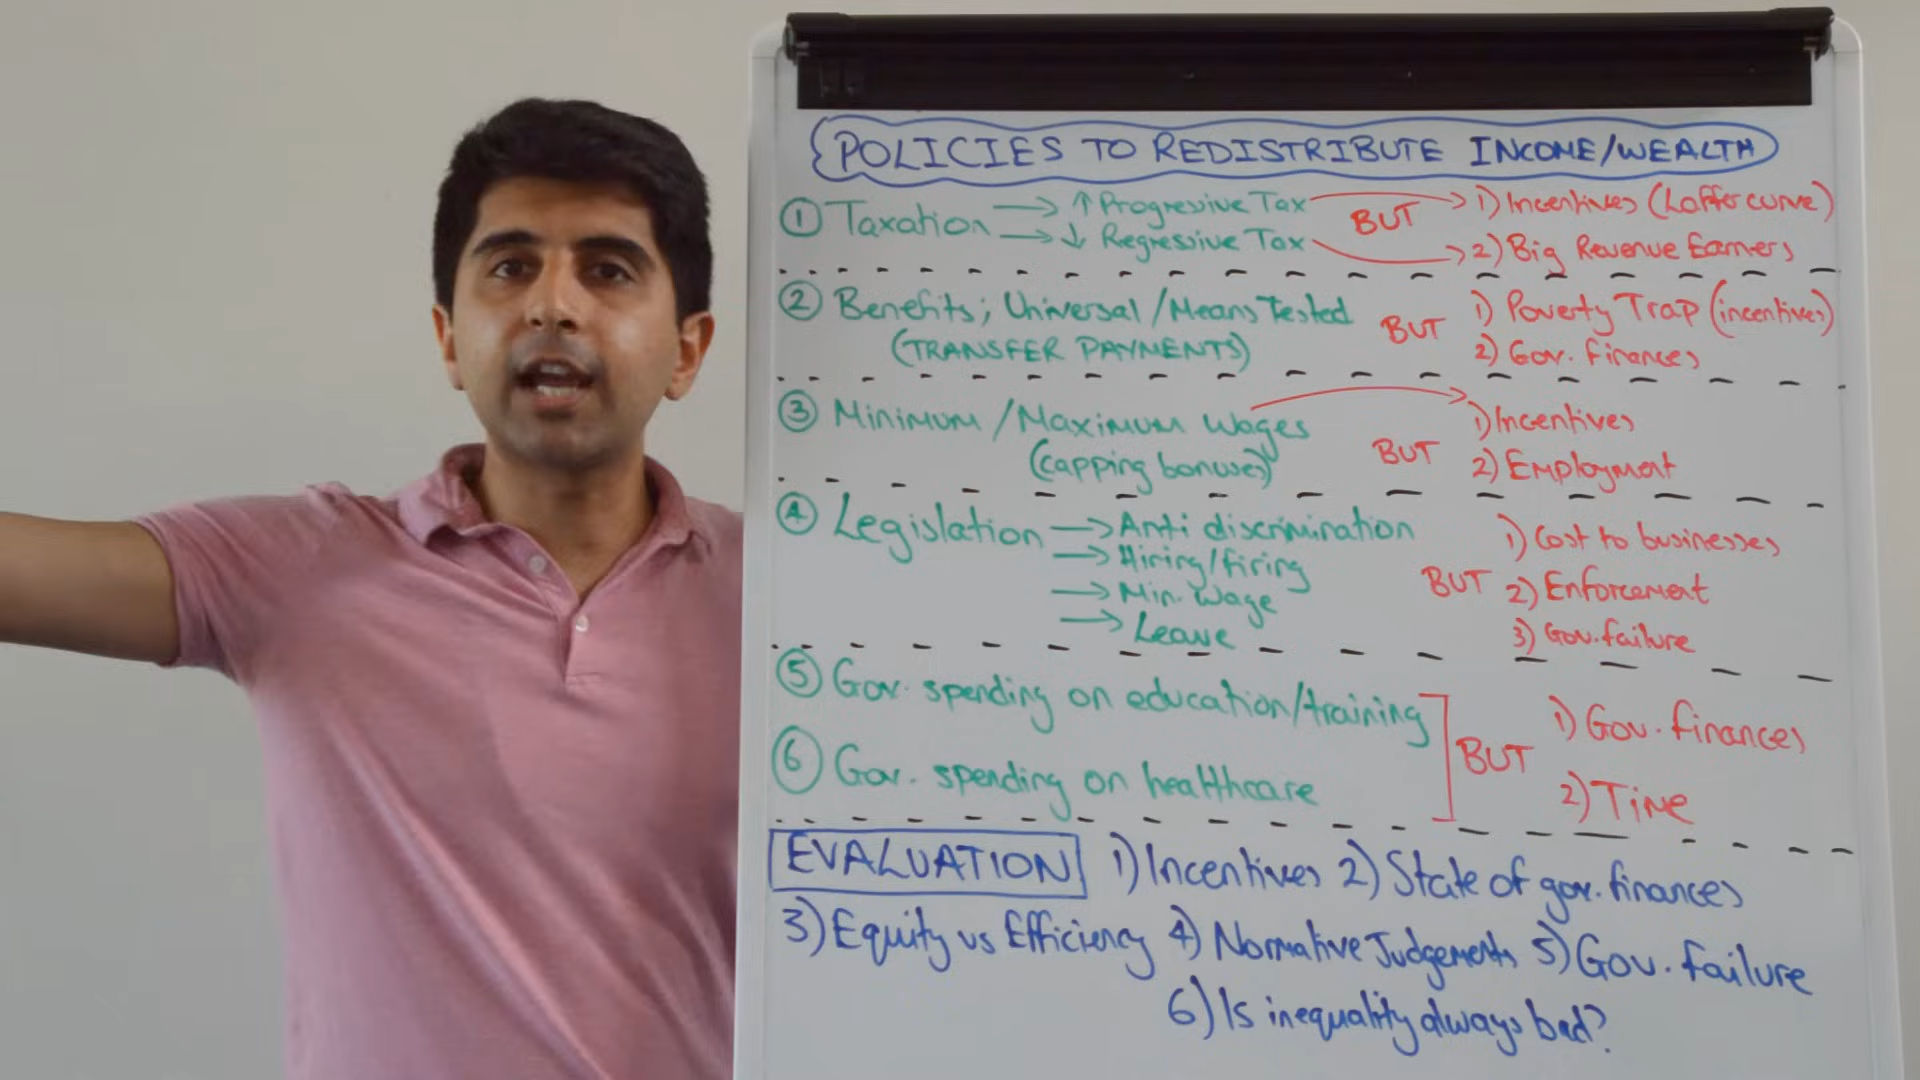 POLICIES TO REDISTRIBUTE INCOME/WEALTH
① Taxation → ↑ Progressive Tax BUT → 1) Incentives (Laffer curve)
→ ↓ Regressive Tax → 2) Big Revenue Earners
② Benefits; Universal/Means Tested BUT 1) Poverty Trap (incentives)
(TRANSFER PAYMENTS) 2) Gov. finances
③ Minimum/Maximum Wages BUT 1) Incentives
(capping bonuses) 2) Employment
④ Legislation → Anti discrimination 1) Cost to businesses
→ Hiring/firing BUT 2) Enforcement
→ Min. Wage
→ Leave 3) Gov. failure
⑤ Gov. spending on education/training BUT 1) Gov. finances
⑥ Gov. spending on healthcare 2) Time
EVALUATION 1) Incentives 2) State of gov. finances
3) Equity vs Efficiency 4) Normative Judgements 5) Gov. failure
6) Is inequality always bad?